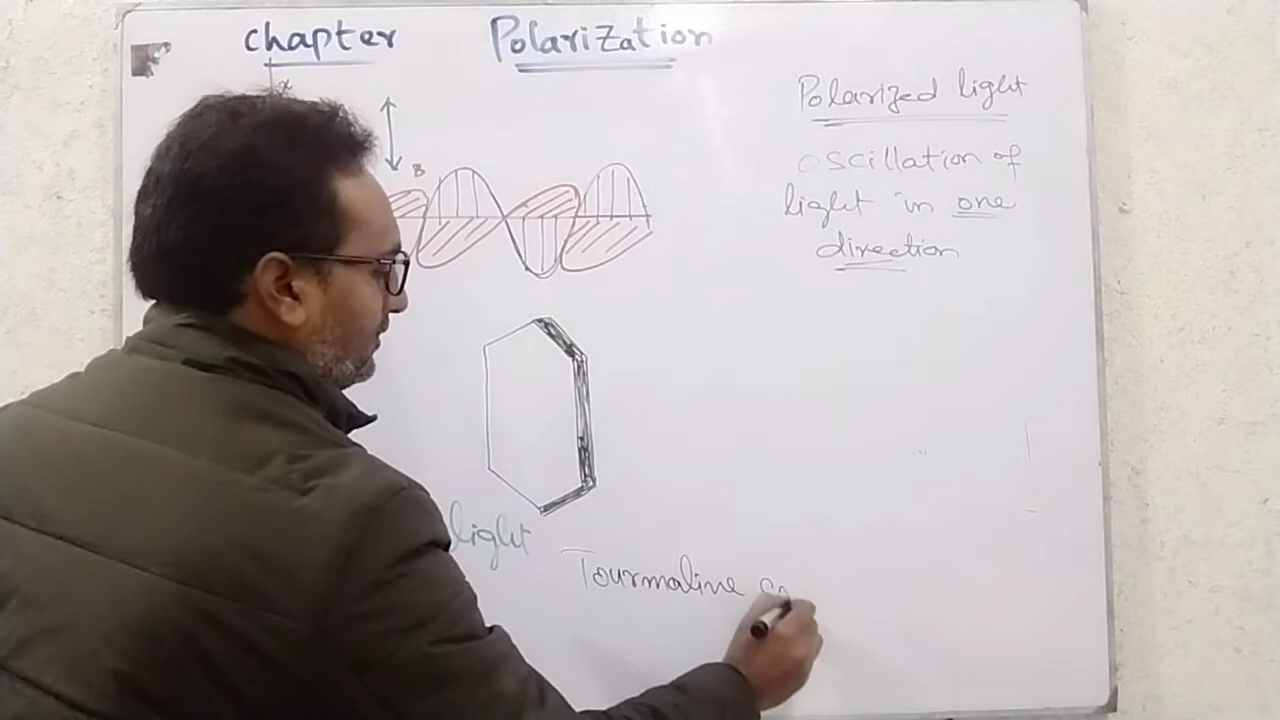 chapter Polarization
x
B
Polarized light
oscillation of
light in one
direction
light
Tourmaline